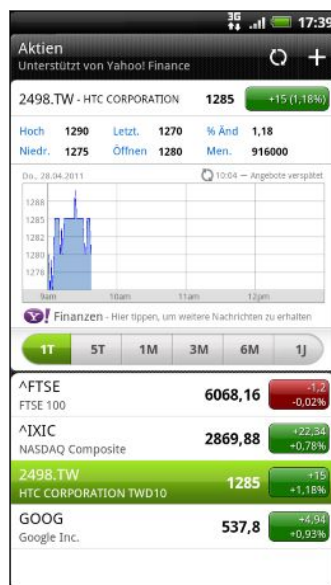 3G 17:39
Aktien
Unterstützt von Yahoo! Finance
2498.TW - HTC CORPORATION 1285 +15 (1,18%)
Hoch 1290 Letzt. 1270 % Änd 1,18
Niedr. 1275 Öffnen 1280 Men. 916000
Do., 28.04.2011 10:04 — Angebote verspätet
1288
1285
1282
1280
1278
9am 10am 11am 12pm
Y! Finanzen - Hier tippen, um weitere Nachrichten zu erhalten
1T 5T 1M 3M 6M 1J
^FTSE 6068,16 -1,2
FTSE 100 -0,02%
^IXIC 2869,88 +22,34
NASDAQ Composite +0,78%
2498.TW 1285 +15
HTC CORPORATION TWD10 +1,18%
GOOG 537,8 +4,94
Google Inc. +0,93%